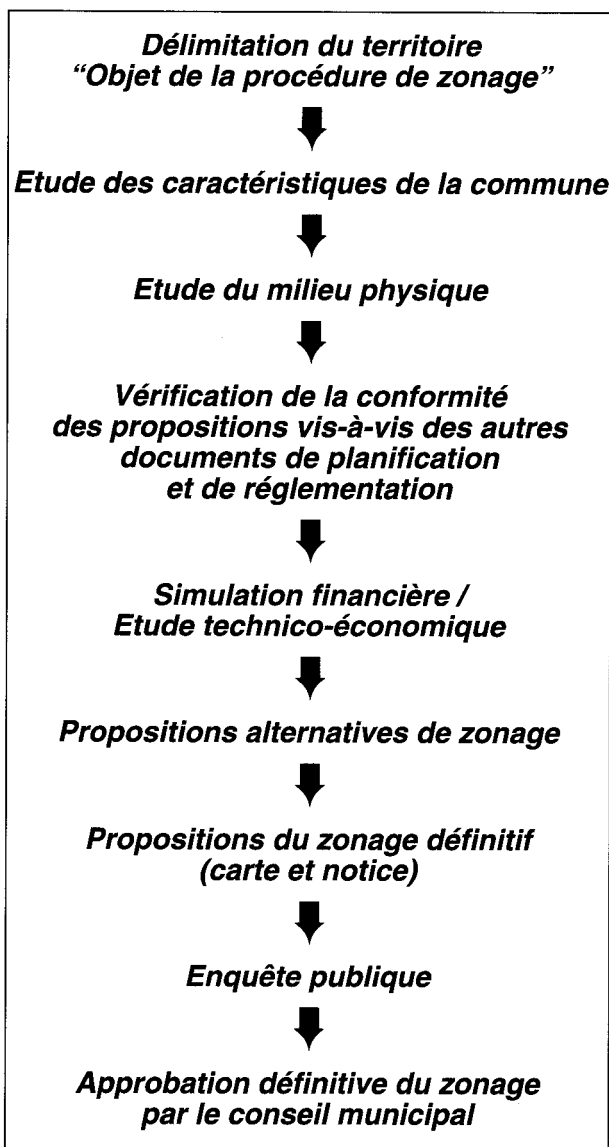 Délimitation du territoire
“Objet de la procédure de zonage”
Etude des caractéristiques de la commune
Etude du milieu physique
Vérification de la conformité
des propositions vis-à-vis des autres
documents de planification
et de réglementation
Simulation financière /
Etude technico-économique
Propositions alternatives de zonage
Propositions du zonage définitif
(carte et notice)
Enquête publique
Approbation définitive du zonage
par le conseil municipal